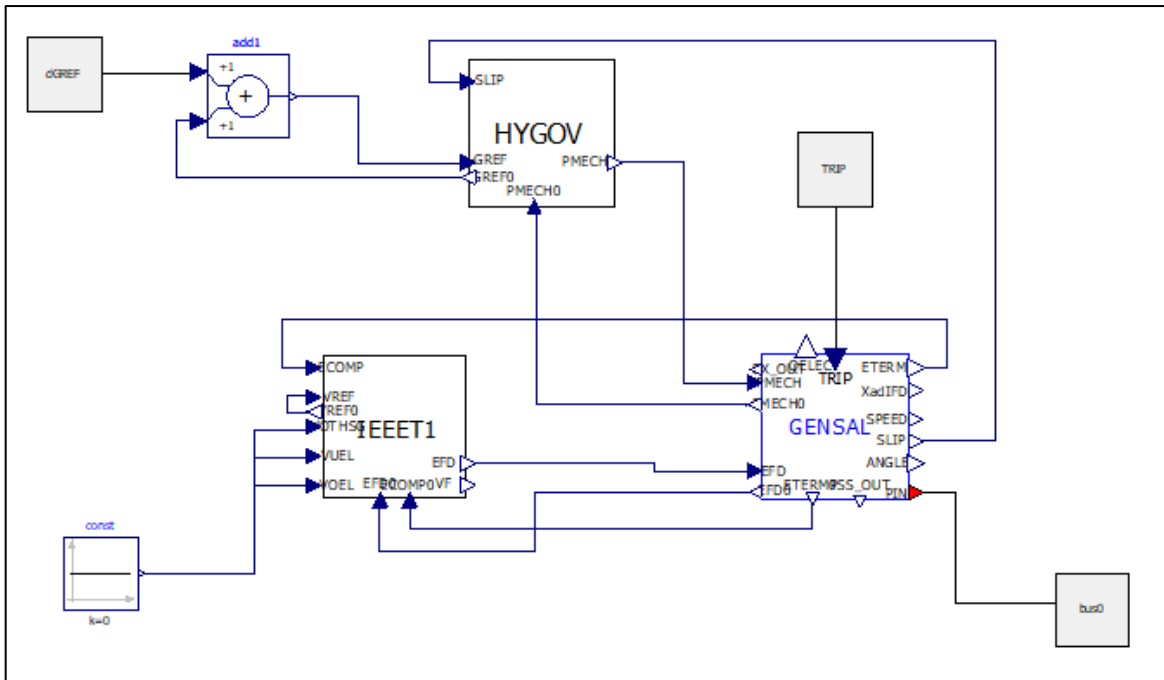 add1
dGREF
+1
+
+1
SLIP
HYGOV
GREF
PMECH
GREF0
PMECH0
TRIP
ECOMP
VREF
VREF0
IEEET1
VUEL
EFD
VOEL
EFD0
ECOMP0
VF
QELEC
ETERM
TRIP
PMECH
XadIFD
PMECH0
SPEED
GENSAL
SLIP
ANGLE
EFD
ETERM0
PSS_OUT
EFD0
PIN
const
k=0
bus0